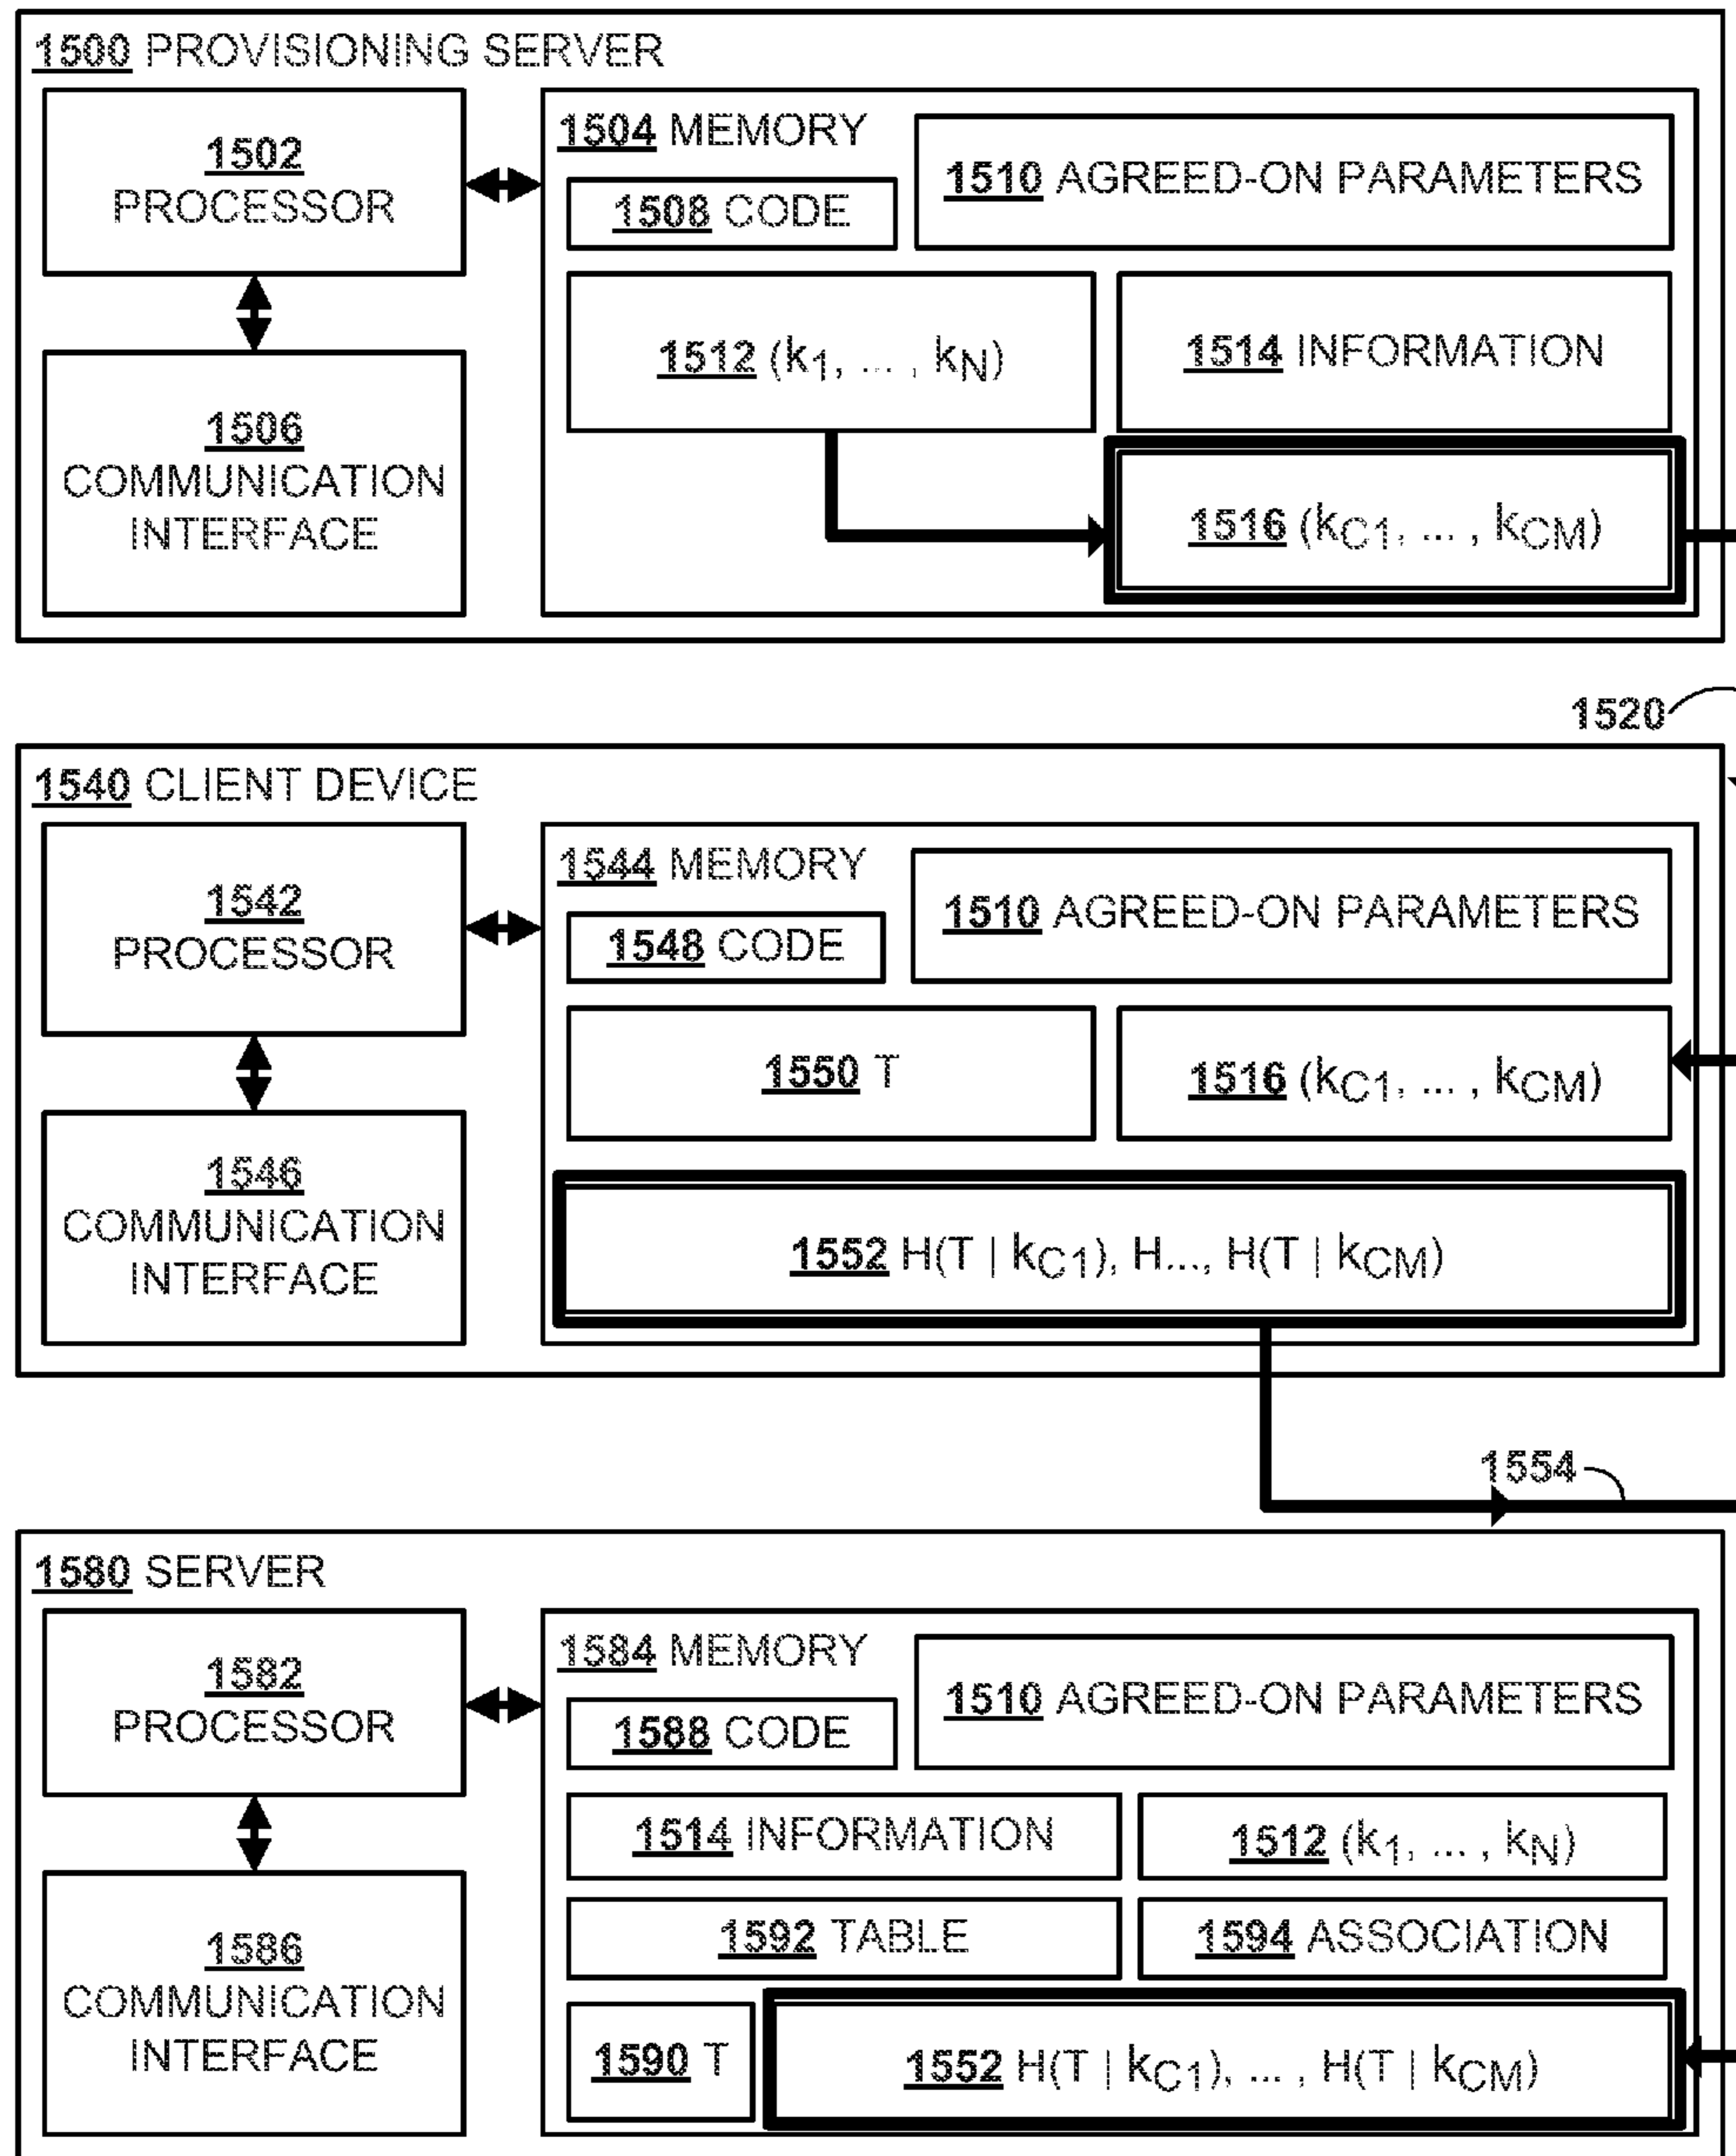 1500 PROVISIONING SERVER
1502
PROCESSOR
1504 MEMORY
1508 CODE
1510 AGREED-ON PARAMETERS
1512 (k1, ... , kN)
1514 INFORMATION
1506
COMMUNICATION
INTERFACE
1516 (kC1, ... , kCM)
1520
1540 CLIENT DEVICE
1542
PROCESSOR
1544 MEMORY
1548 CODE
1510 AGREED-ON PARAMETERS
1550 T
1516 (kC1, ... , kCM)
1546
COMMUNICATION
INTERFACE
1552 H(T | kC1), H..., H(T | kCM)
1554
1580 SERVER
1582
PROCESSOR
1584 MEMORY
1588 CODE
1510 AGREED-ON PARAMETERS
1514 INFORMATION
1512 (k1, ... , kN)
1592 TABLE
1594 ASSOCIATION
1586
COMMUNICATION
INTERFACE
1590 T
1552 H(T | kC1), ... , H(T | kCM)